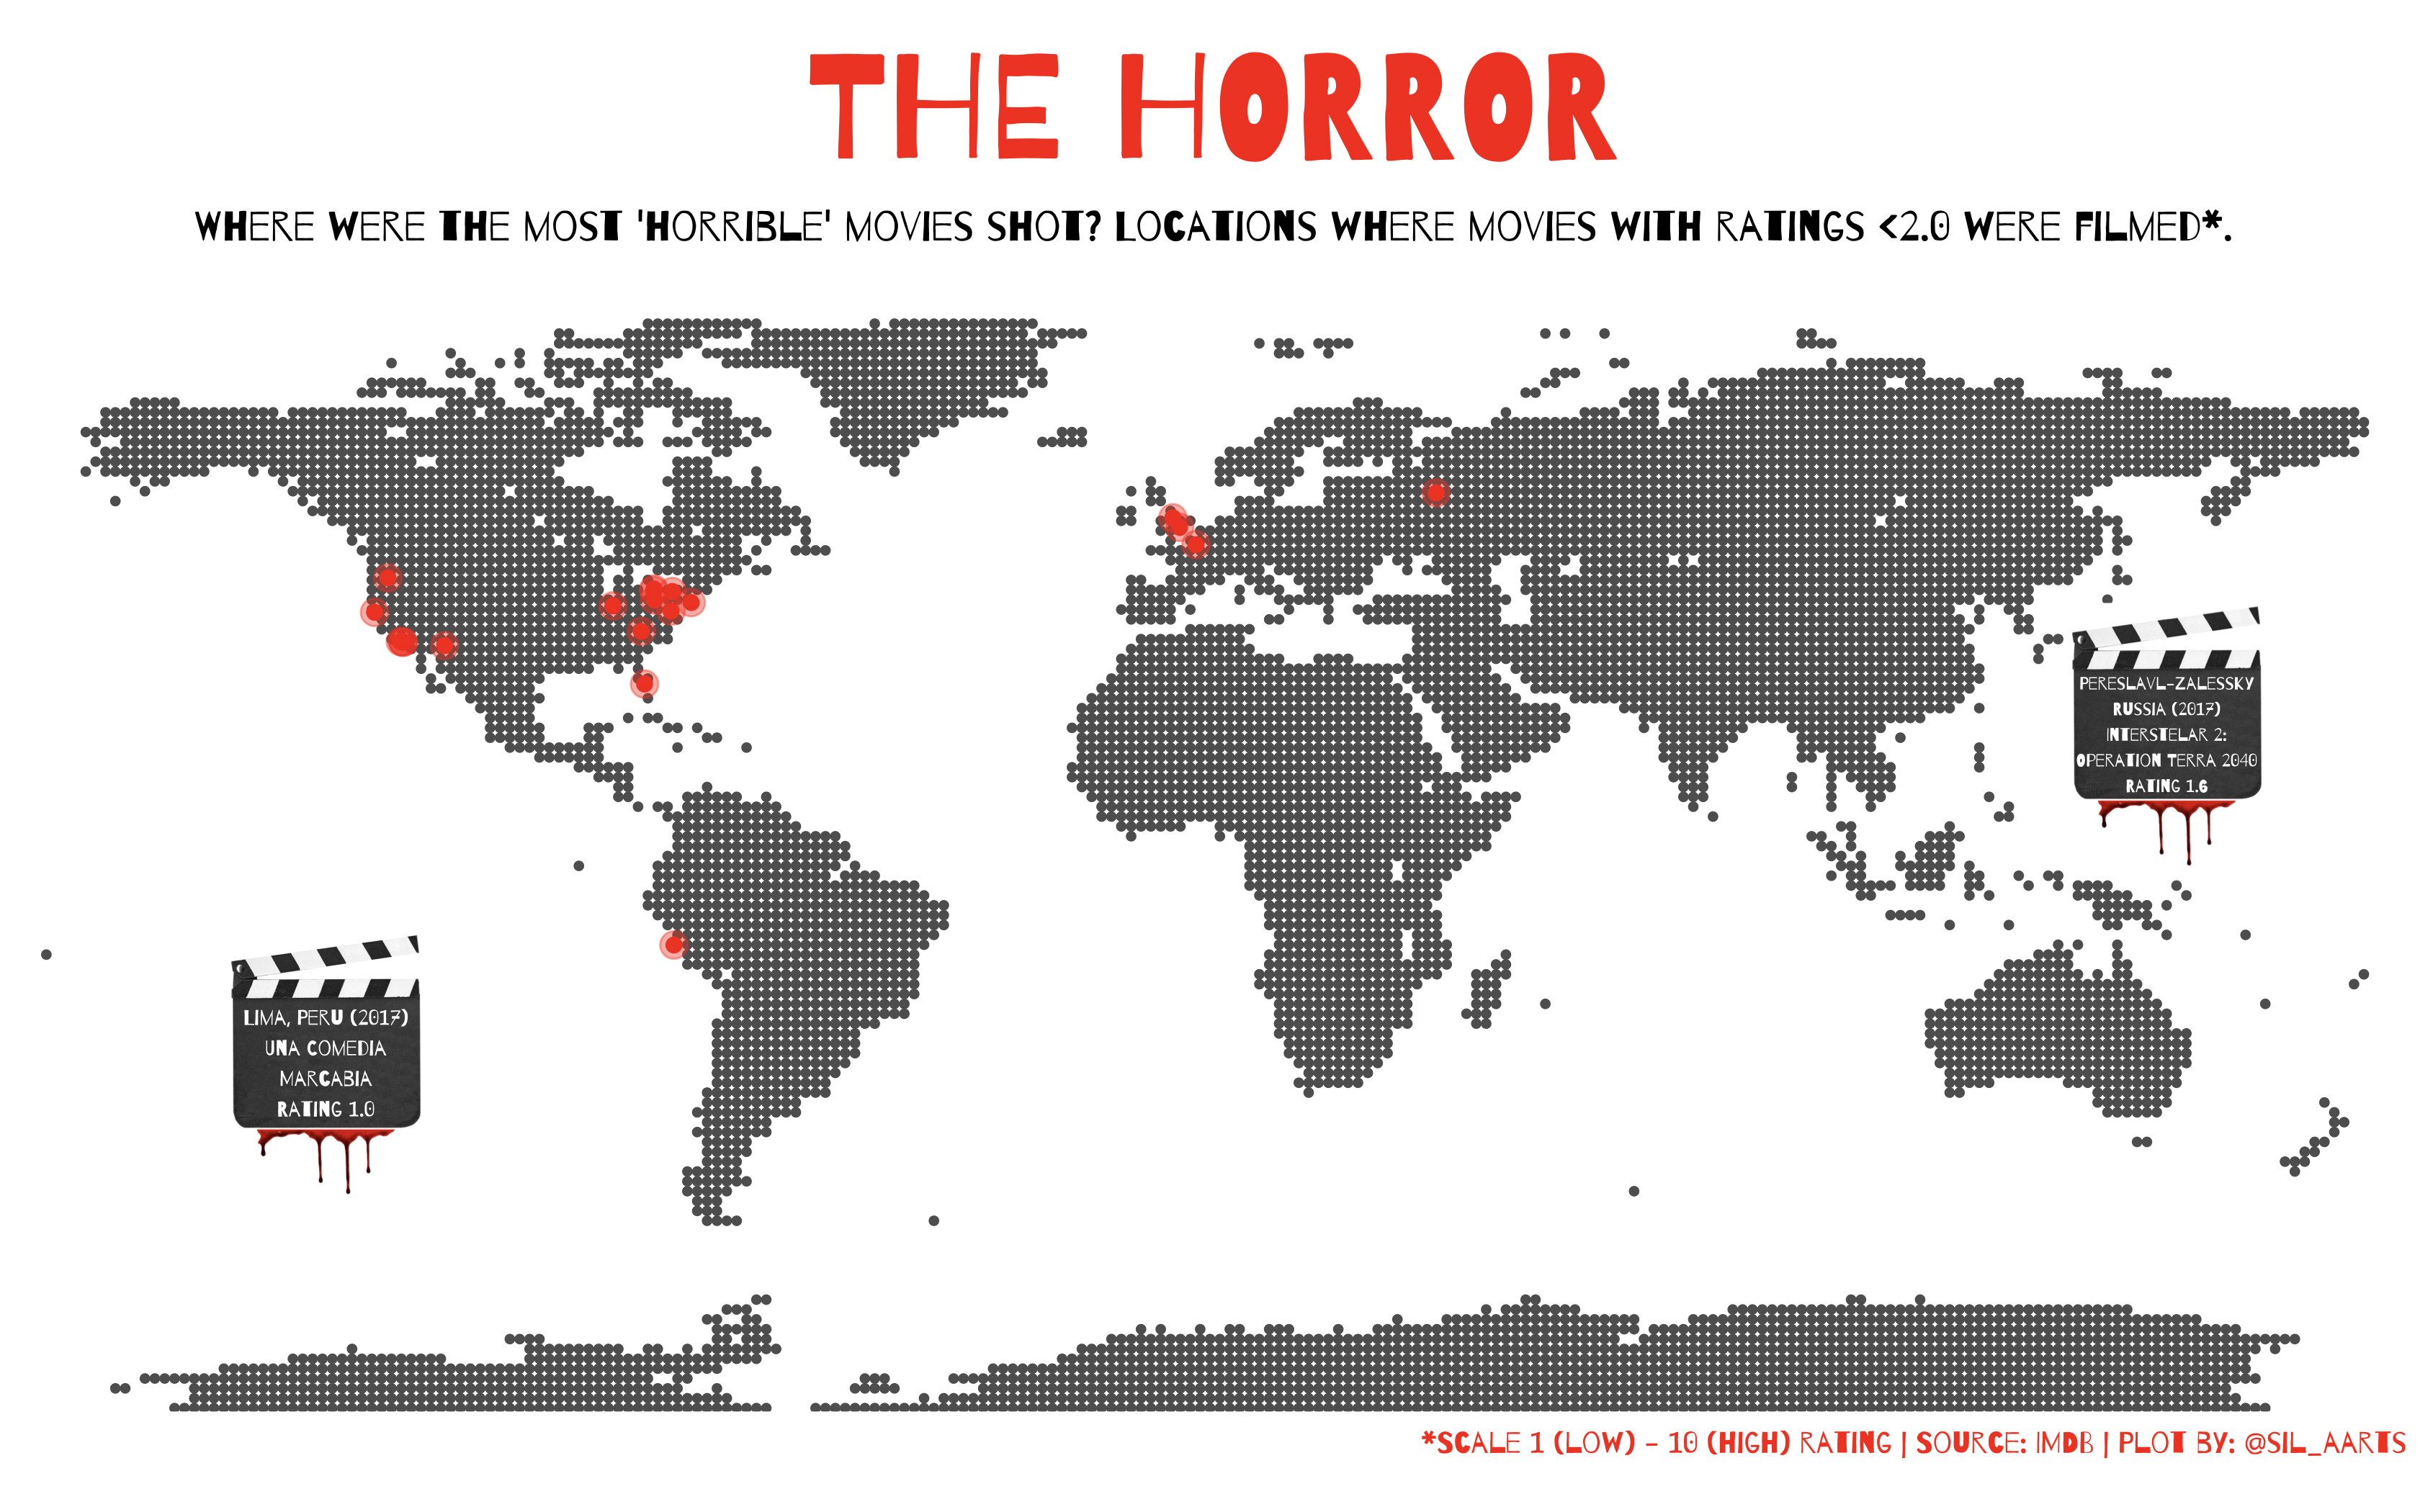 THE HORROR
WHERE WERE THE MOST 'HORRIBLE' MOVIES SHOT? LOCATIONS WHERE MOVIES WITH RATINGS <2.0 WERE FILMED*.
PERESLAVL-ZALESSKY
RUSSIA (2017)
INTERSTELAR 2:
OPERATION TERRA 2040
RATING 1.6
LIMA, PERU (2017)
UNA COMEDIA
MARCABIA
RATING 1.0
*SCALE 1 (LOW) - 10 (HIGH) RATING | SOURCE: IMDB | PLOT BY: @SIL_AARTS